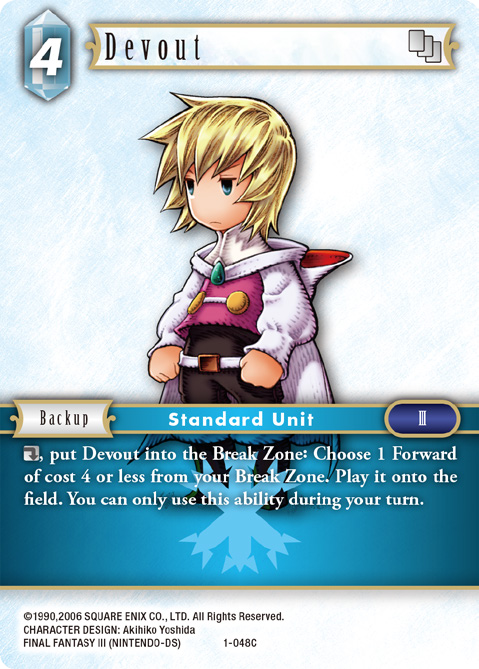 4
Devout
Backup
Standard Unit
III
, put Devout into the Break Zone: Choose 1 Forward
of cost 4 or less from your Break Zone. Play it onto the
field. You can only use this ability during your turn.
©1990,2006 SQUARE ENIX CO., LTD. All Rights Reserved.
CHARACTER DESIGN: Akihiko Yoshida
FINAL FANTASY III (NINTENDO-DS)
1-048C